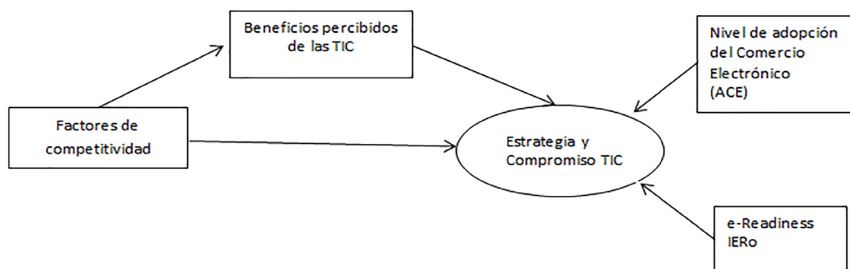 Beneficios percibidos
de las TIC
Nivel de adopción
del Comercio
Electrónico
(ACE)
Factores de
competitividad
Estrategia y
Compromiso TIC
e-Readiness
IERo